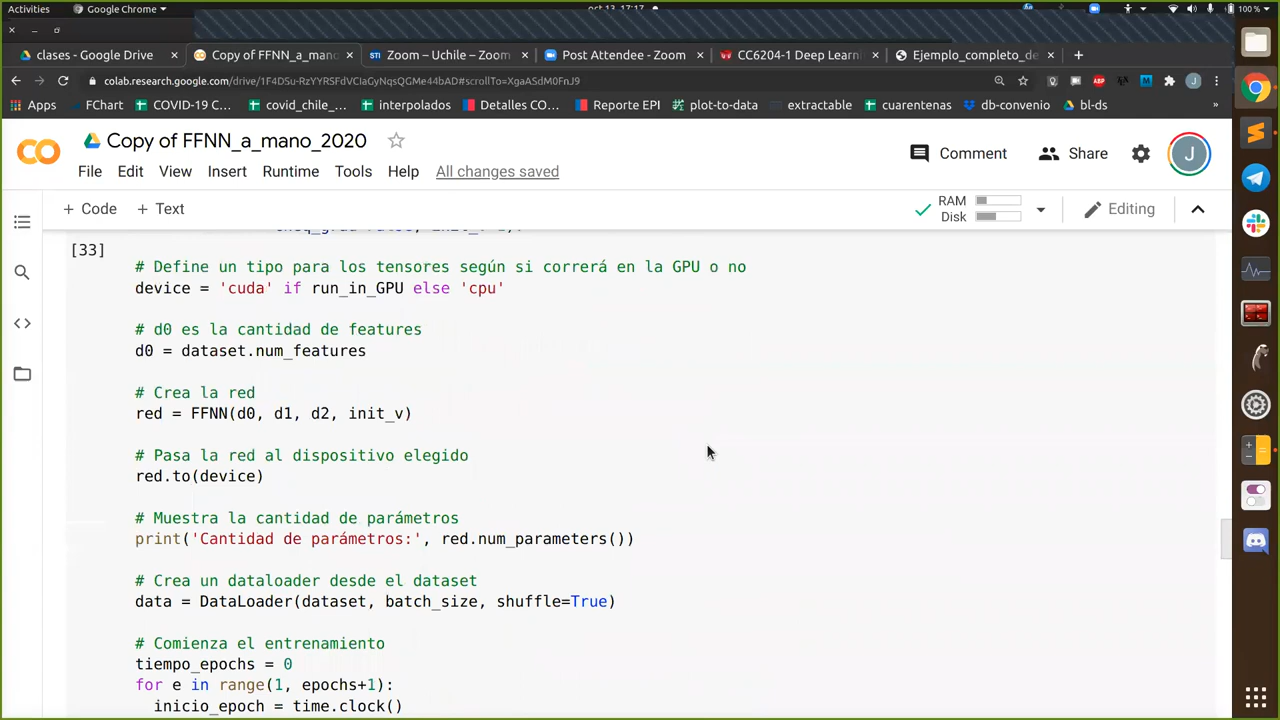 Activities
Google Chrome
oct 13, 17:17
100 %
clases - Google Drive
Copy of FFNN_a_mano_
Zoom – Uchile – Zoom
Post Attendee - Zoom
CC6204-1 Deep Learni
Ejemplo_completo_de
colab.research.google.com/drive/1F4DSu-RzYYRSFdVCIaGyNqsQGMe44bAD#scrollTo=XgaASdM0FnJ9
Apps
FChart
COVID-19 C...
covid_chile_...
interpolados
Detalles CO...
Reporte EPI
plot-to-data
extractable
cuarentenas
db-convenio
bl-ds
»
Copy of FFNN_a_mano_2020
Comment
Share
J
File
Edit
View
Insert
Runtime
Tools
Help
All changes saved
+ Code
+ Text
RAM
Disk
Editing
[33]
# Define un tipo para los tensores según si correrá en la GPU o no
device = 'cuda' if run_in_GPU else 'cpu'
# d0 es la cantidad de features
d0 = dataset.num_features
# Crea la red
red = FFNN(d0, d1, d2, init_v)
# Pasa la red al dispositivo elegido
red.to(device)
# Muestra la cantidad de parámetros
print('Cantidad de parámetros:', red.num_parameters())
# Crea un dataloader desde el dataset
data = DataLoader(dataset, batch_size, shuffle=True)
# Comienza el entrenamiento
tiempo_epochs = 0
for e in range(1, epochs+1):
inicio_epoch = time.clock()